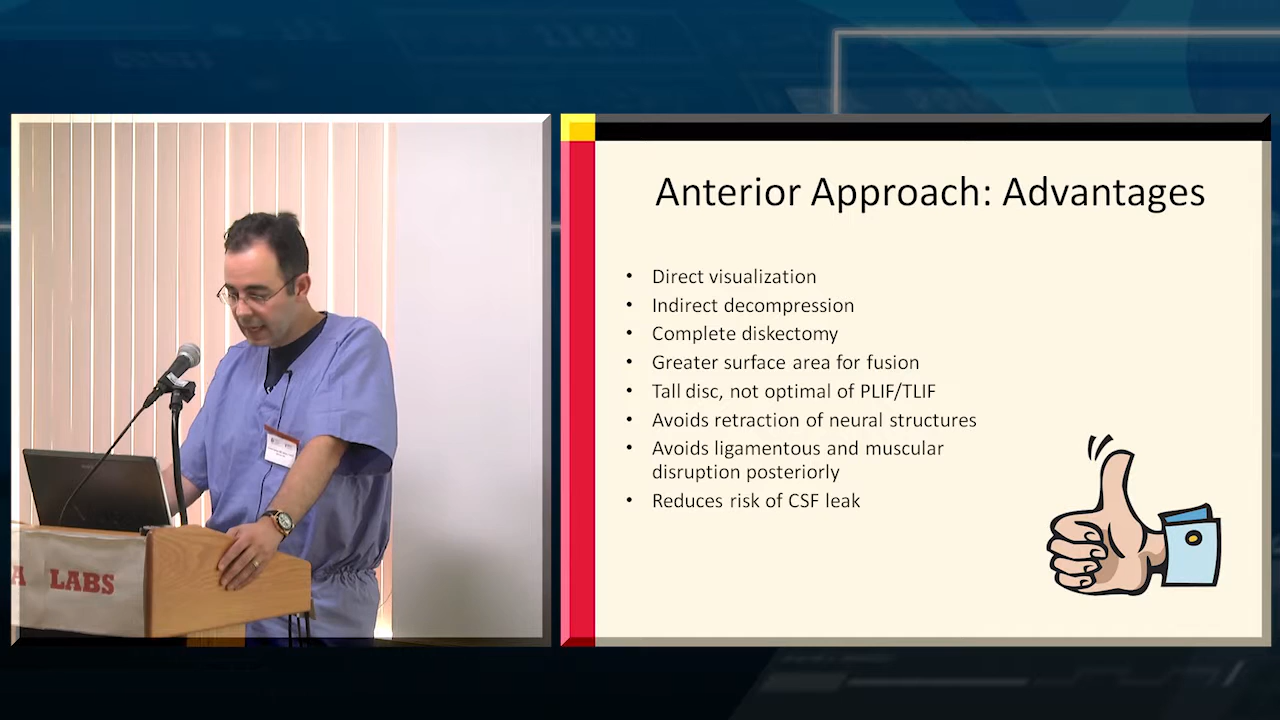 Anterior Approach: Advantages
• Direct visualization
• Indirect decompression
• Complete diskectomy
• Greater surface area for fusion
• Tall disc, not optimal of PLIF/TLIF
• Avoids retraction of neural structures
• Avoids ligamentous and muscular
disruption posteriorly
• Reduces risk of CSF leak
A LABS